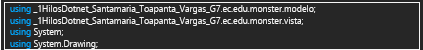 using _1HilosDotnet_Santamaria_Toapanta_Vargas_G7.ec.edu.monster.modelo;
using _1HilosDotnet_Santamaria_Toapanta_Vargas_G7.ec.edu.monster.vista;
using System;
using System.Drawing;